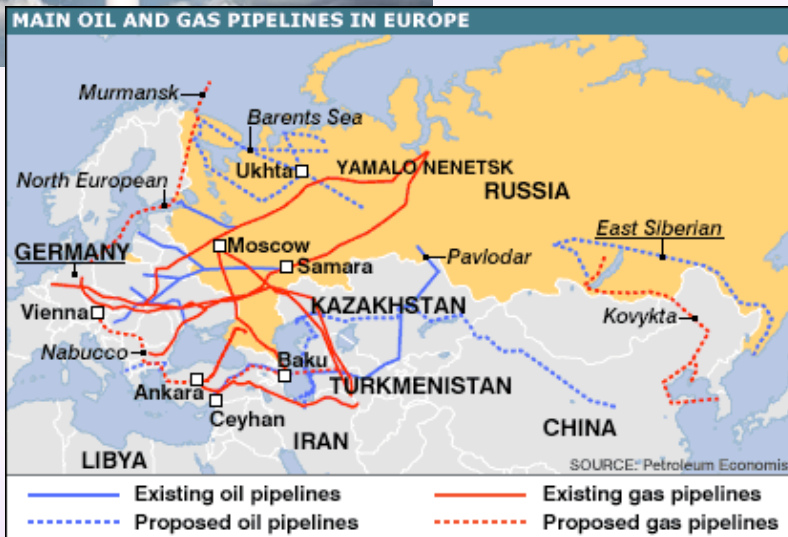 MAIN OIL AND GAS PIPELINES IN EUROPE
Murmansk
Barents Sea
Ukhta
YAMALO NENETSK
North European
RUSSIA
East Siberian
GERMANY
Moscow
Pavlodar
Samara
KAZAKHSTAN
Vienna
Kovykta
Nabucco
Baku
Ankara
TURKMENISTAN
Ceyhan
CHINA
IRAN
LIBYA
SOURCE: Petroleum Economis
Existing oil pipelines
Existing gas pipelines
Proposed oil pipelines
Proposed gas pipelines